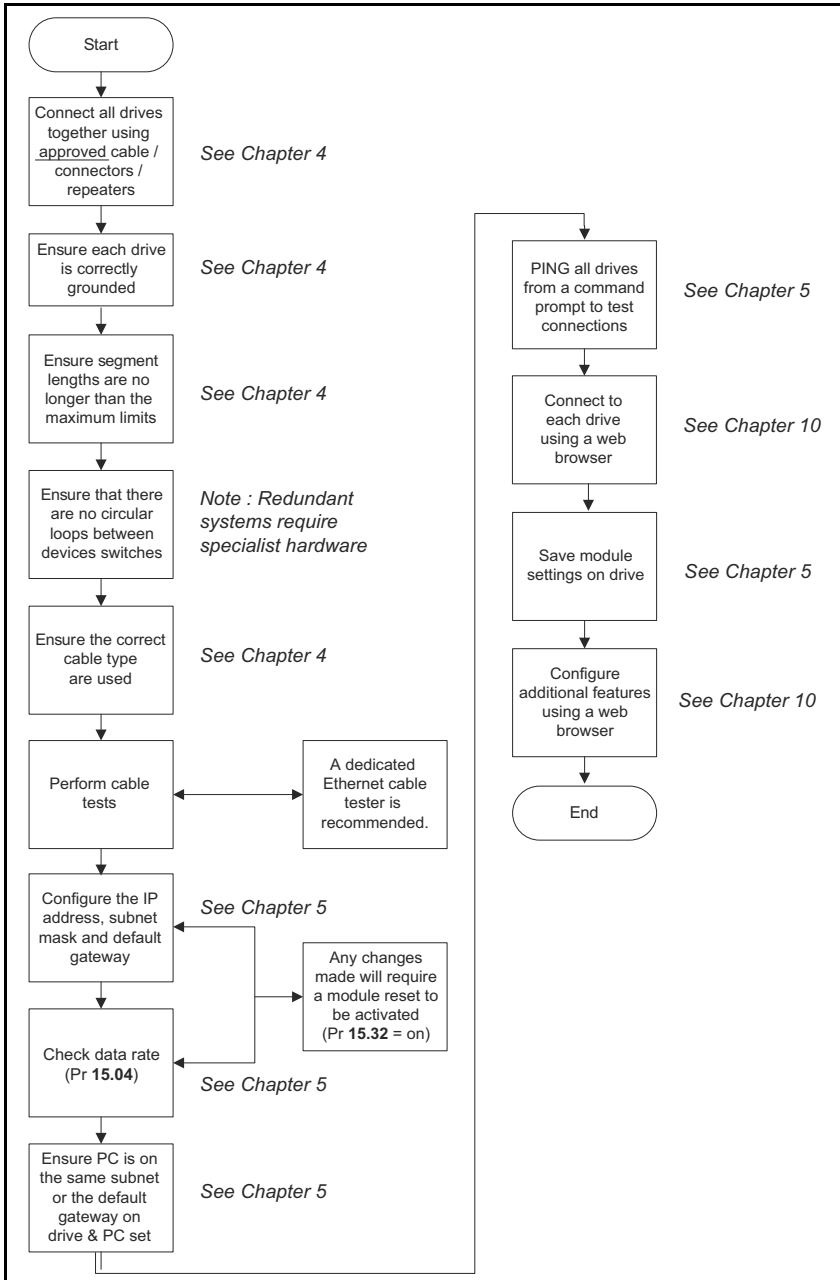 Start
Connect all drives
together using
approved cable /
connectors /
repeaters
See Chapter 4
Ensure each drive
is correctly
grounded
See Chapter 4
Ensure segment
lengths are no
longer than the
maximum limits
See Chapter 4
Ensure that there
are no circular
loops between
devices switches
Note : Redundant
systems require
specialist hardware
Ensure the correct
cable type
are used
See Chapter 4
Perform cable
tests
A dedicated
Ethernet cable
tester is
recommended.
Configure the IP
address, subnet
mask and default
gateway
See Chapter 5
Any changes
made will require
a module reset to
be activated
(Pr 15.32 = on)
Check data rate
(Pr 15.04)
See Chapter 5
Ensure PC is on
the same subnet
or the default
gateway on
drive & PC set
See Chapter 5
PING all drives
from a command
prompt to test
connections
See Chapter 5
Connect to
each drive
using a web
browser
See Chapter 10
Save module
settings on drive
See Chapter 5
Configure
additional features
using a web
browser
See Chapter 10
End